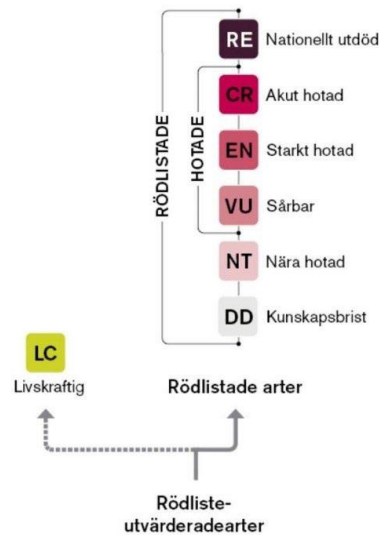 RE Nationellt utdöd
CR Akut hotad
EN Starkt hotad
VU Sårbar
NT Nära hotad
DD Kunskapsbrist
RÖDLISTADE
HOTADE
LC
Livskraftig
Rödlistade arter
Rödliste-
utvärderadearter